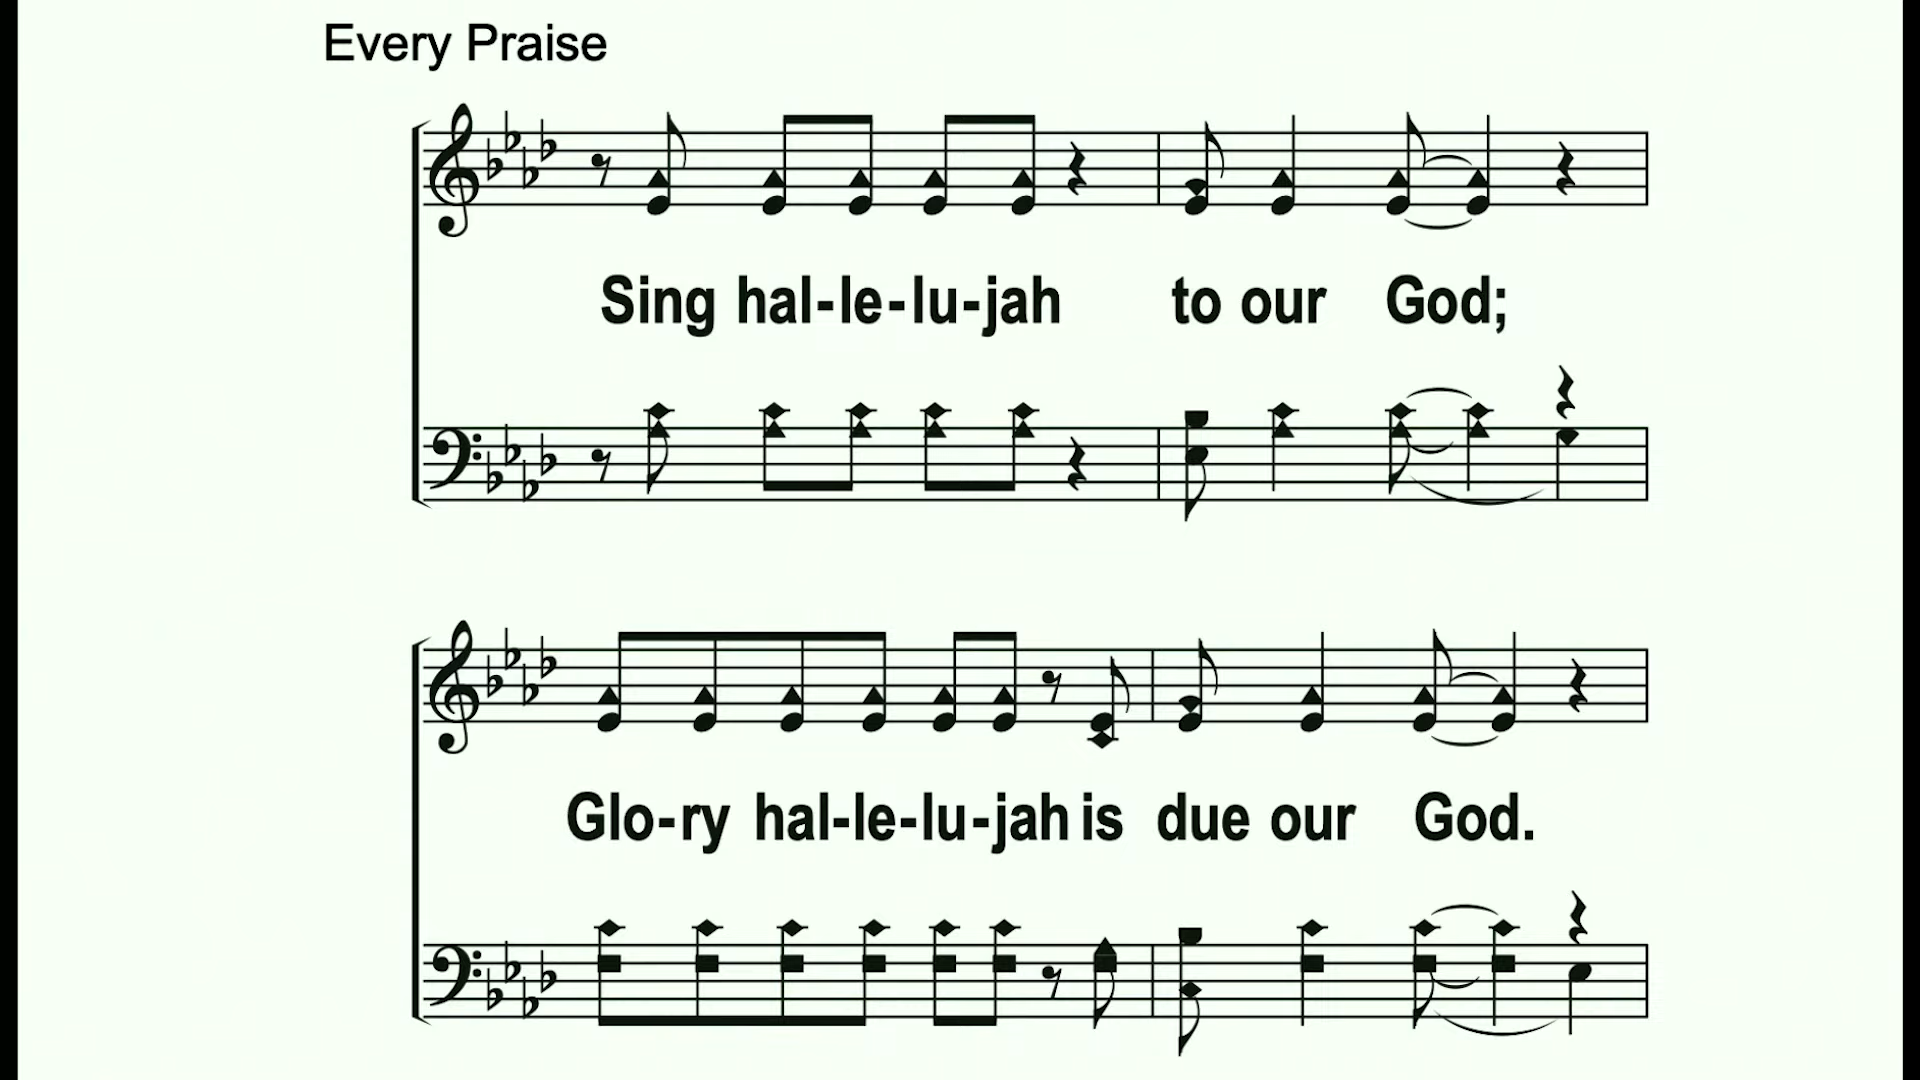 Every Praise
Sing hal-le-lu-jah to our God;
Glo-ry hal-le-lu-jah is due our God.